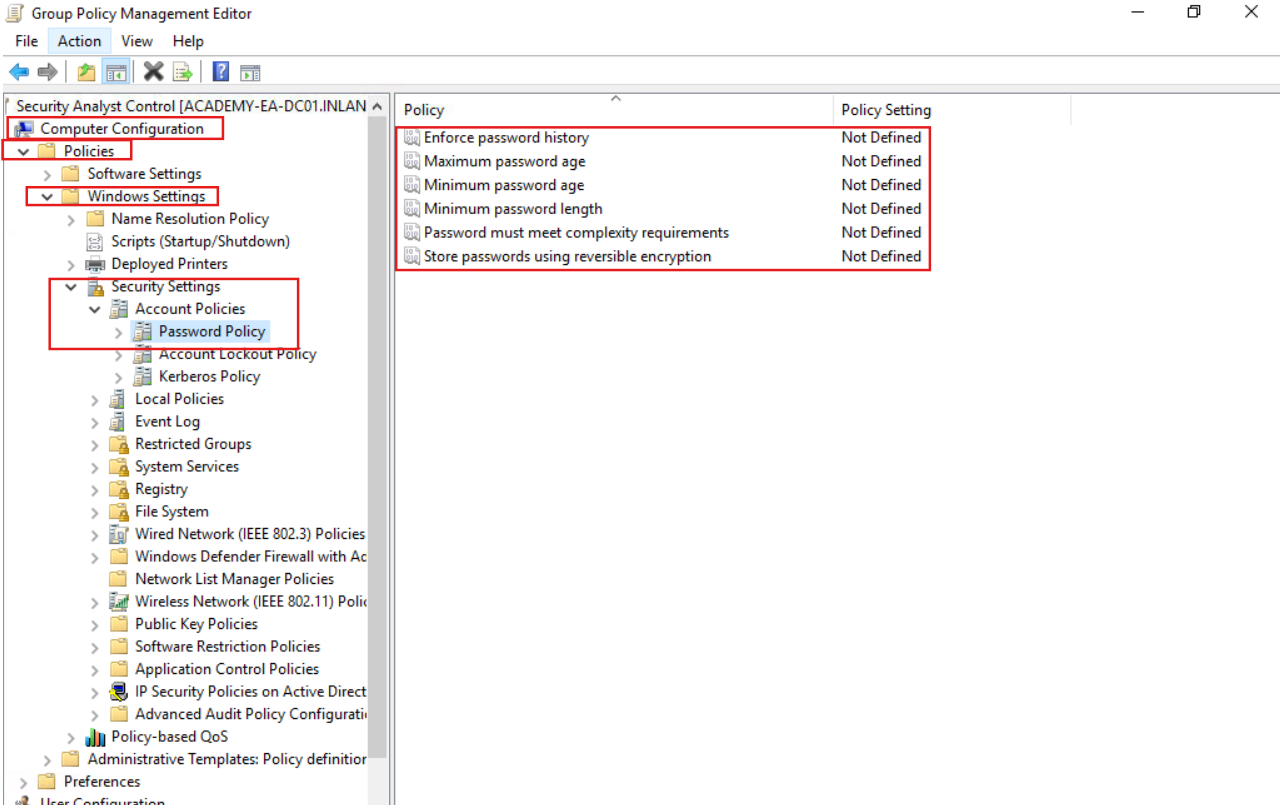 Group Policy Management Editor
File Action View Help
Security Analyst Control [ACADEMY-EA-DC01.INLAN
Computer Configuration
Policies
Software Settings
Windows Settings
Name Resolution Policy
Scripts (Startup/Shutdown)
Deployed Printers
Security Settings
Account Policies
Password Policy
Account Lockout Policy
Kerberos Policy
Local Policies
Event Log
Restricted Groups
System Services
Registry
File System
Wired Network (IEEE 802.3) Policies
Windows Defender Firewall with Ad
Network List Manager Policies
Wireless Network (IEEE 802.11) Polic
Public Key Policies
Software Restriction Policies
Application Control Policies
IP Security Policies on Active Direct
Advanced Audit Policy Configurati
Policy-based QoS
Administrative Templates: Policy definition
Preferences
User Configuration
Policy Policy Setting
Enforce password history Not Defined
Maximum password age Not Defined
Minimum password age Not Defined
Minimum password length Not Defined
Password must meet complexity requirements Not Defined
Store passwords using reversible encryption Not Defined